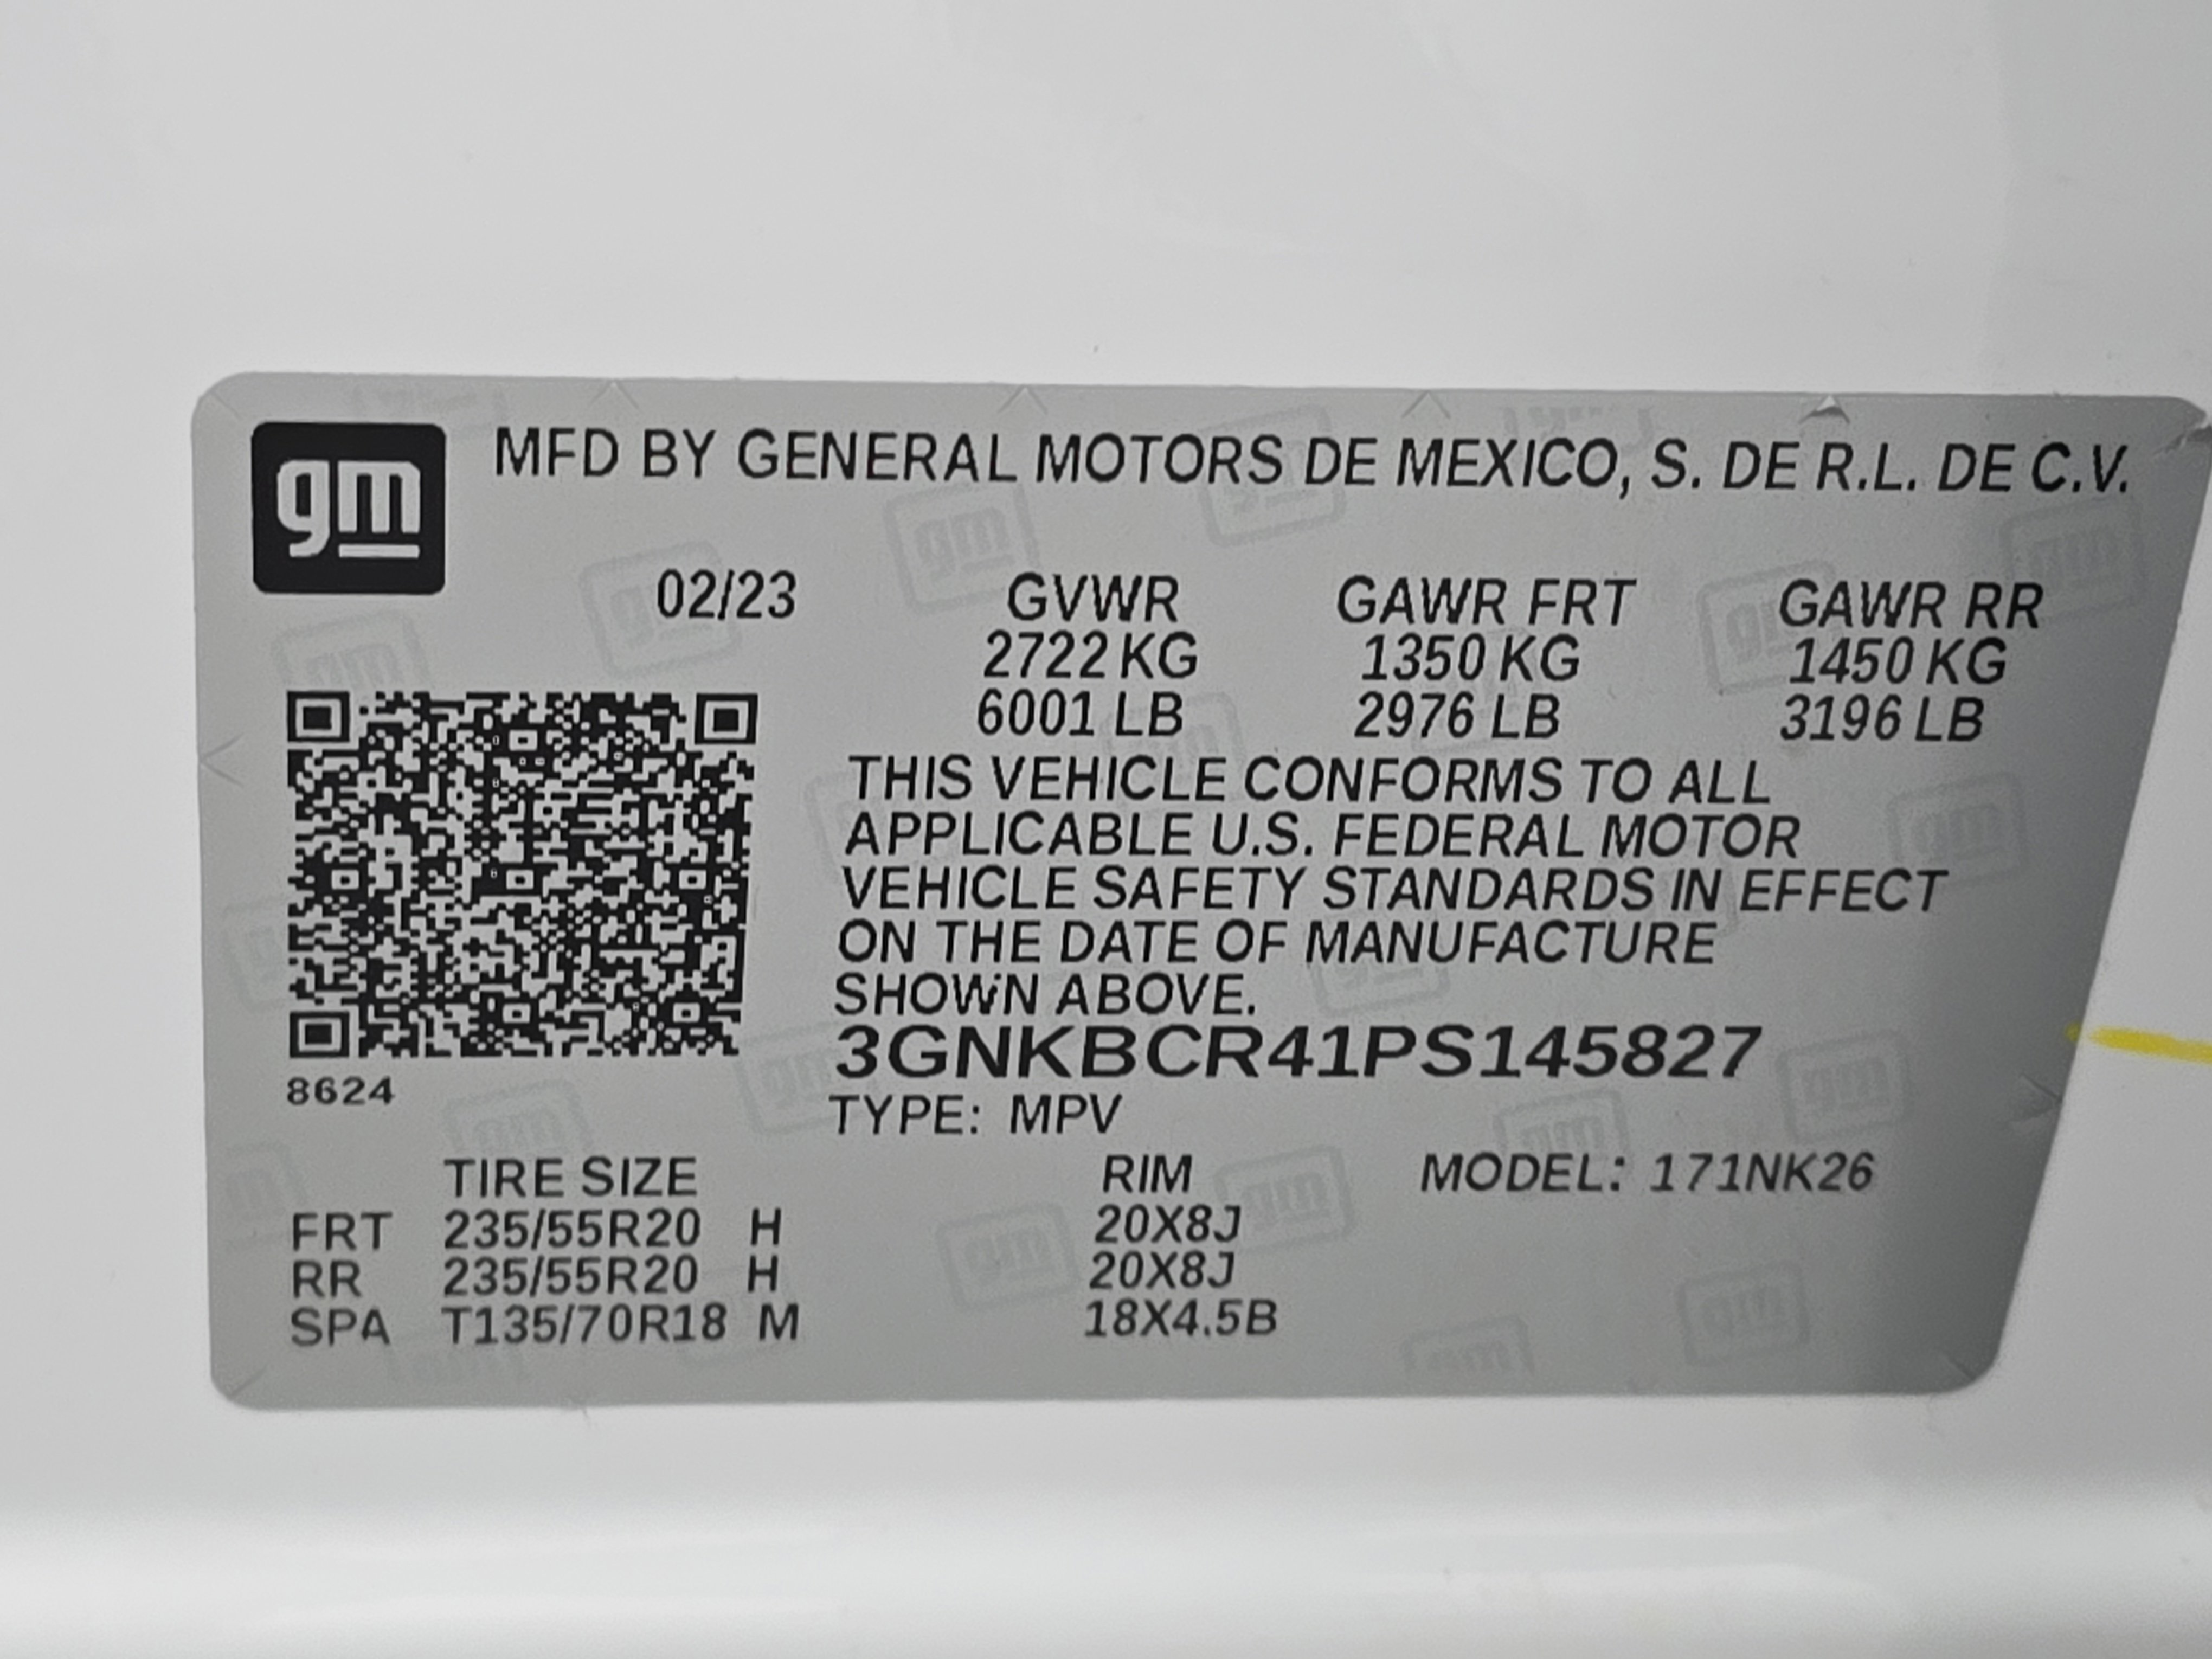 gm MFD BY GENERAL MOTORS DE MEXICO, S. DE R.L. DE C.V.
02/23 GVWR GAWR FRT GAWR RR
2722 KG 1350 KG 1450 KG
6001 LB 2976 LB 3196 LB
THIS VEHICLE CONFORMS TO ALL
APPLICABLE U.S. FEDERAL MOTOR
VEHICLE SAFETY STANDARDS IN EFFECT
ON THE DATE OF MANUFACTURE
SHOWN ABOVE.
3GNKBCR41PS145827
8624
TYPE: MPV
TIRE SIZE RIM MODEL: 171NK26
FRT 235/55R20 H 20X8J
RR 235/55R20 H 20X8J
SPA T135/70R18 M 18X4.5B